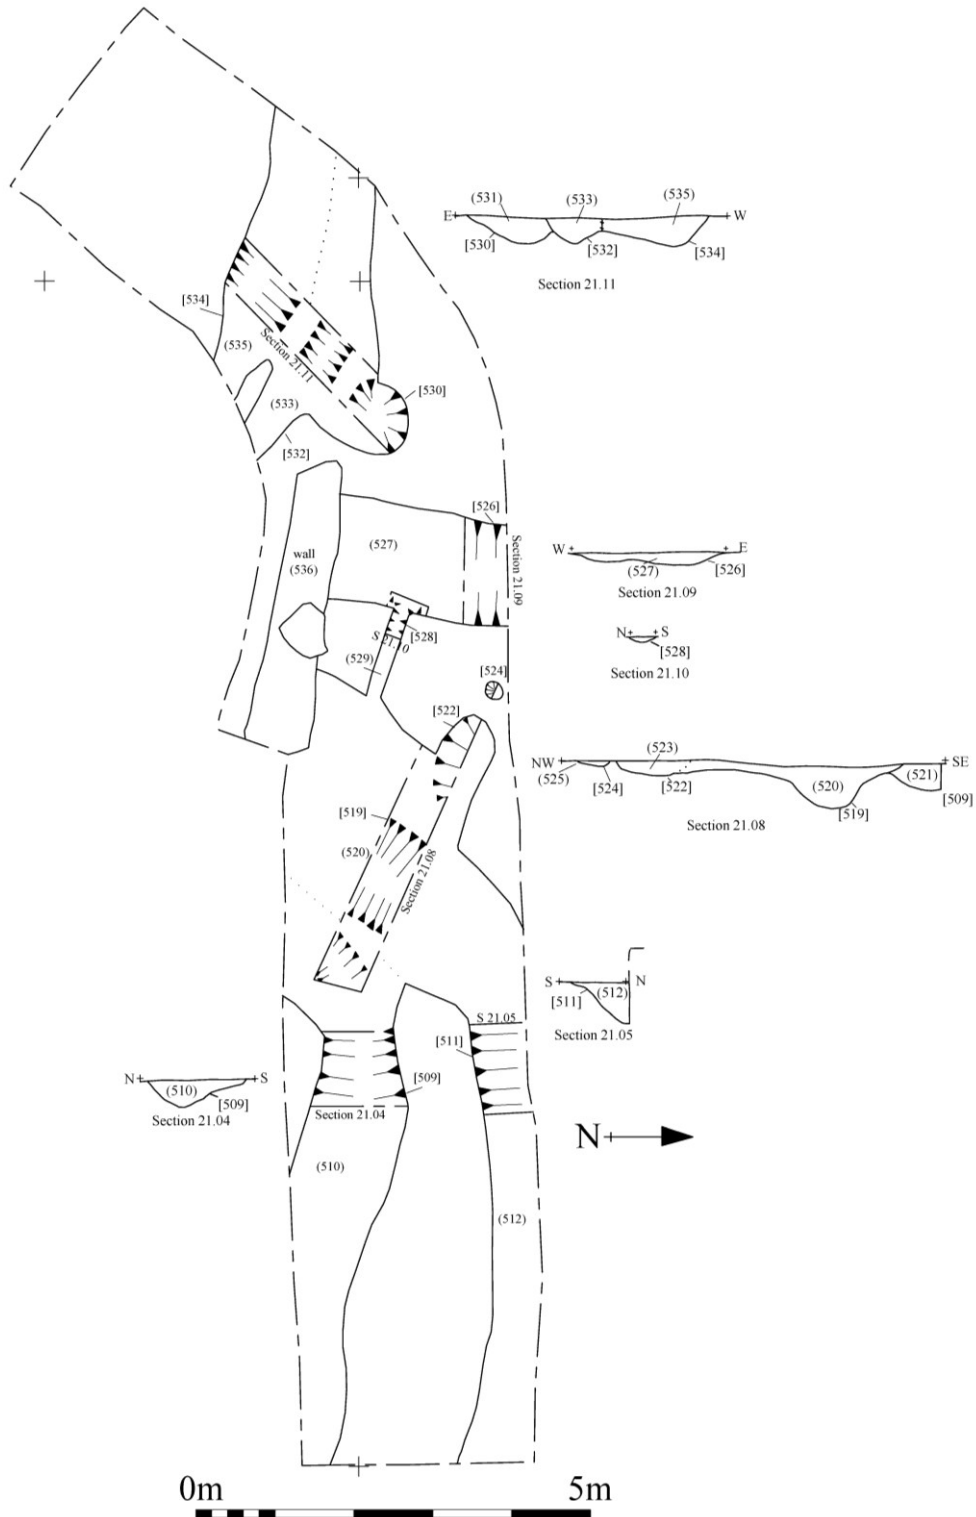 (531)
(533)
(535)
E
W
[530]
[532]
[534]
Section 21.11
[534]
(535)
Section 21.11
[530]
(533)
[532]
[526]
wall
(536)
(527)
Section 21.09
W
E
(527)
[526]
Section 21.09
N
S
[528]
Section 21.10
S 21.10
[528]
(529)
[524]
[522]
NW
SE
(523)
(525)
[524]
[522]
(520)
[519]
(521)
[509]
Section 21.08
[519]
(520)
Section 21.08
S
N
[511]
(512)
Section 21.05
S 21.05
[511]
[509]
Section 21.04
N
S
(510)
[509]
Section 21.04
N
(510)
(512)
0m
5m